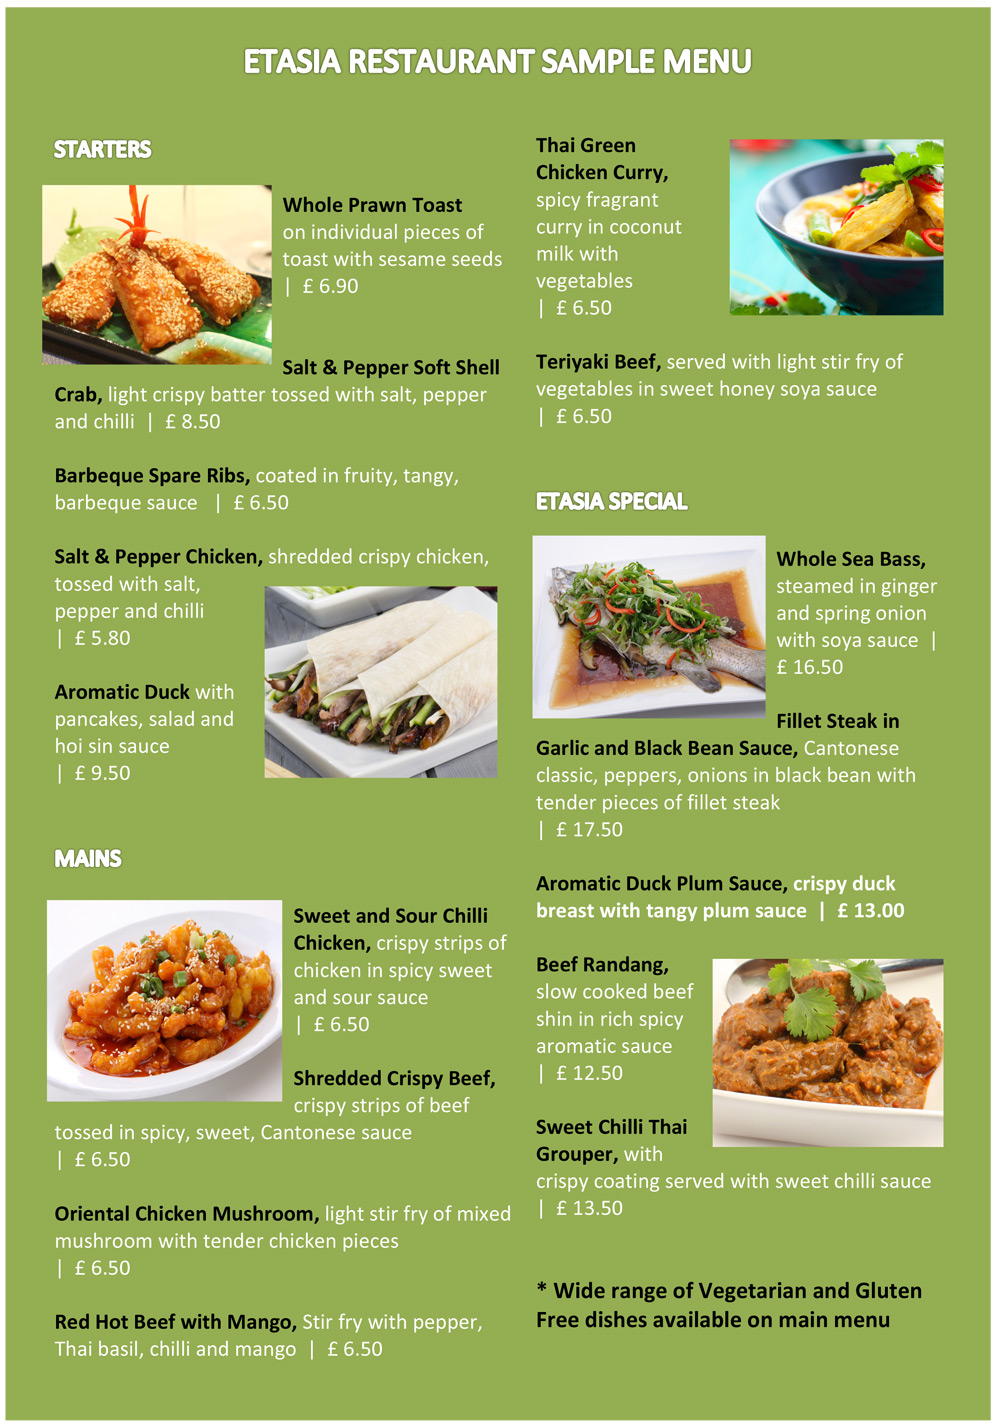 ETASIA RESTAURANT SAMPLE MENU
STARTERS
Whole Prawn Toast
on individual pieces of
toast with sesame seeds
| £ 6.90
Salt & Pepper Soft Shell
Crab, light crispy batter tossed with salt, pepper
and chilli | £ 8.50
Barbeque Spare Ribs, coated in fruity, tangy,
barbeque sauce | £ 6.50
Salt & Pepper Chicken, shredded crispy chicken,
tossed with salt,
pepper and chilli
| £ 5.80
Aromatic Duck with
pancakes, salad and
hoi sin sauce
| £ 9.50
MAINS
Sweet and Sour Chilli
Chicken, crispy strips of
chicken in spicy sweet
and sour sauce
| £ 6.50
Shredded Crispy Beef,
crispy strips of beef
tossed in spicy, sweet, Cantonese sauce
| £ 6.50
Oriental Chicken Mushroom, light stir fry of mixed
mushroom with tender chicken pieces
| £ 6.50
Red Hot Beef with Mango, Stir fry with pepper,
Thai basil, chilli and mango | £ 6.50
Thai Green
Chicken Curry,
spicy fragrant
curry in coconut
milk with
vegetables
| £ 6.50
Teriyaki Beef, served with light stir fry of
vegetables in sweet honey soya sauce
| £ 6.50
ETASIA SPECIAL
Whole Sea Bass,
steamed in ginger
and spring onion
with soya sauce |
£ 16.50
Fillet Steak in
Garlic and Black Bean Sauce, Cantonese
classic, peppers, onions in black bean with
tender pieces of fillet steak
| £ 17.50
Aromatic Duck Plum Sauce, crispy duck
breast with tangy plum sauce | £ 13.00
Beef Randang,
slow cooked beef
shin in rich spicy
aromatic sauce
| £ 12.50
Sweet Chilli Thai
Grouper, with
crispy coating served with sweet chilli sauce
| £ 13.50
* Wide range of Vegetarian and Gluten
Free dishes available on main menu